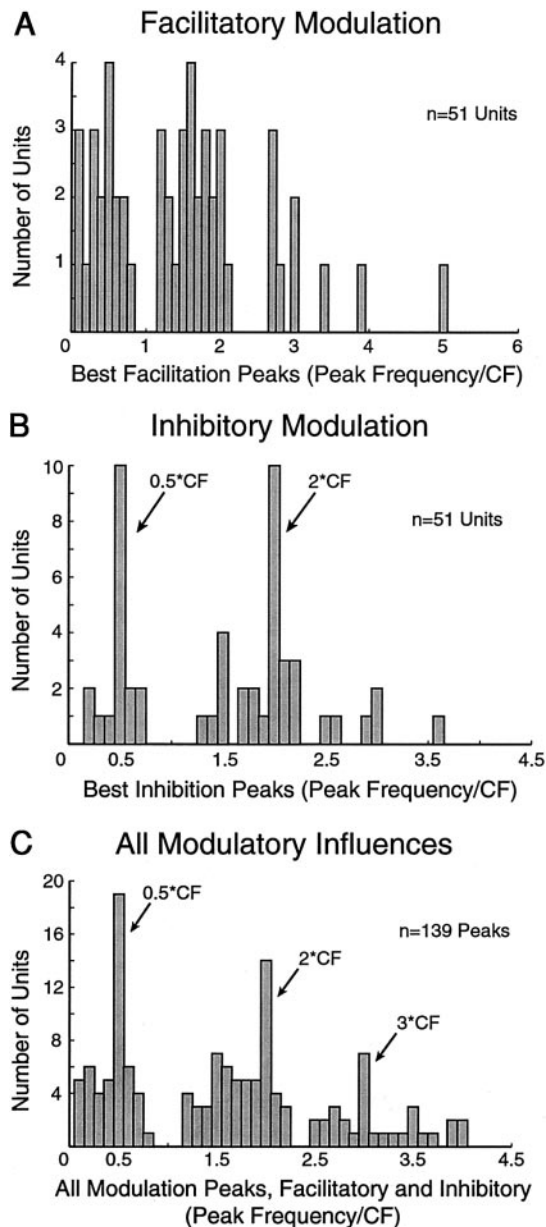 A Facilitatory Modulation
4
3
2
1
Number of Units
n=51 Units
0 1 2 3 4 5 6
Best Facilitation Peaks (Peak Frequency/CF)
B Inhibitory Modulation
10
8
6
4
2
Number of Units
0.5*CF
2*CF
n=51 Units
0 0.5 1.5 2.5 3.5 4.5
Best Inhibition Peaks (Peak Frequency/CF)
C All Modulatory Influences
20
16
12
8
4
Number of Units
0.5*CF
n=139 Peaks
2*CF
3*CF
0 0.5 1.5 2.5 3.5 4.5
All Modulation Peaks, Facilitatory and Inhibitory
(Peak Frequency/CF)